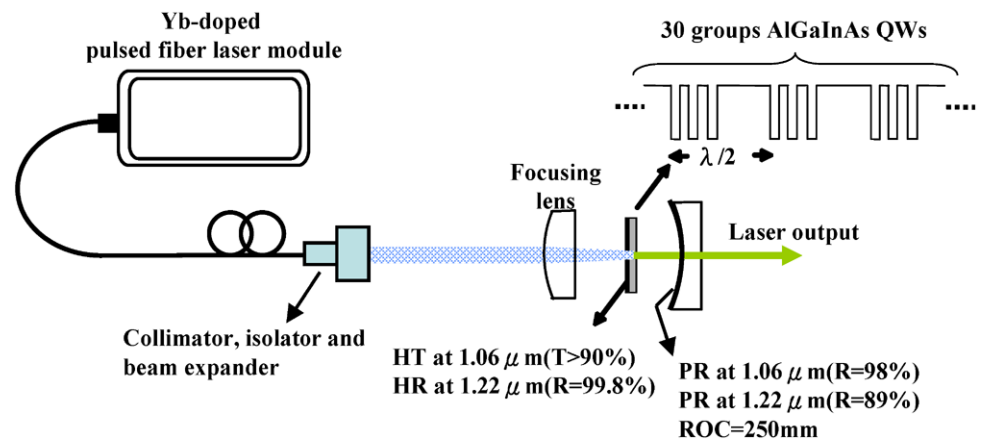 Yb-doped
pulsed fiber laser module
30 groups AlGaInAs QWs
λ/2
Focusing
lens
Laser output
Collimator, isolator and
beam expander
HT at 1.06 μm(T>90%)
HR at 1.22 μm(R=99.8%)
PR at 1.06 μm(R=98%)
PR at 1.22 μm(R=89%)
ROC=250mm